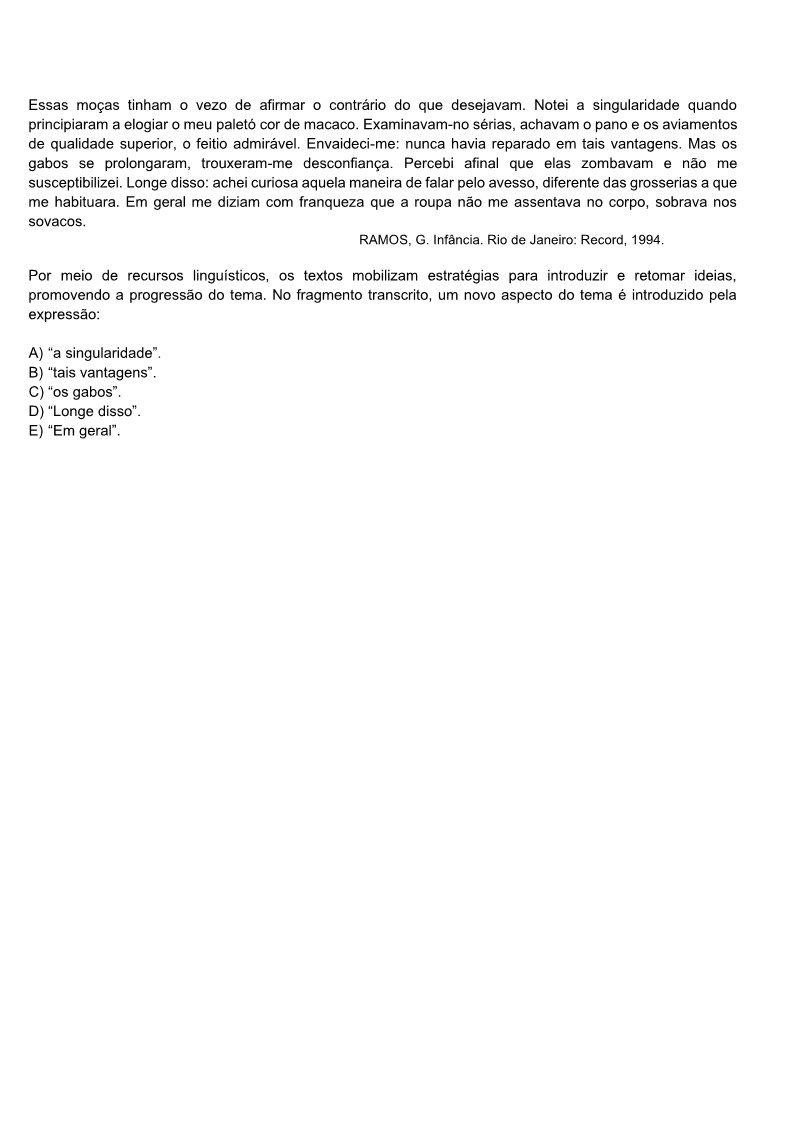 Essas moças tinham o vezo de afirmar o contrário do que desejavam. Notei a singularidade quando
principiaram a elogiar o meu paletó cor de macaco. Examinavam-no sérias, achavam o pano e os aviamentos
de qualidade superior, o feitio admirável. Envaideci-me: nunca havia reparado em tais vantagens. Mas os
gabos se prolongaram, trouxeram-me desconfiança. Percebi afinal que elas zombavam e não me
susceptibilizei. Longe disso: achei curiosa aquela maneira de falar pelo avesso, diferente das grosserias a que
me habituara. Em geral me diziam com franqueza que a roupa não me assentava no corpo, sobrava nos
sovacos.
RAMOS, G. Infância. Rio de Janeiro: Record, 1994.
Por meio de recursos linguísticos, os textos mobilizam estratégias para introduzir e retomar ideias,
promovendo a progressão do tema. No fragmento transcrito, um novo aspecto do tema é introduzido pela
expressão:
A) “a singularidade”.
B) “tais vantagens”.
C) “os gabos”.
D) “Longe disso”.
E) “Em geral”.